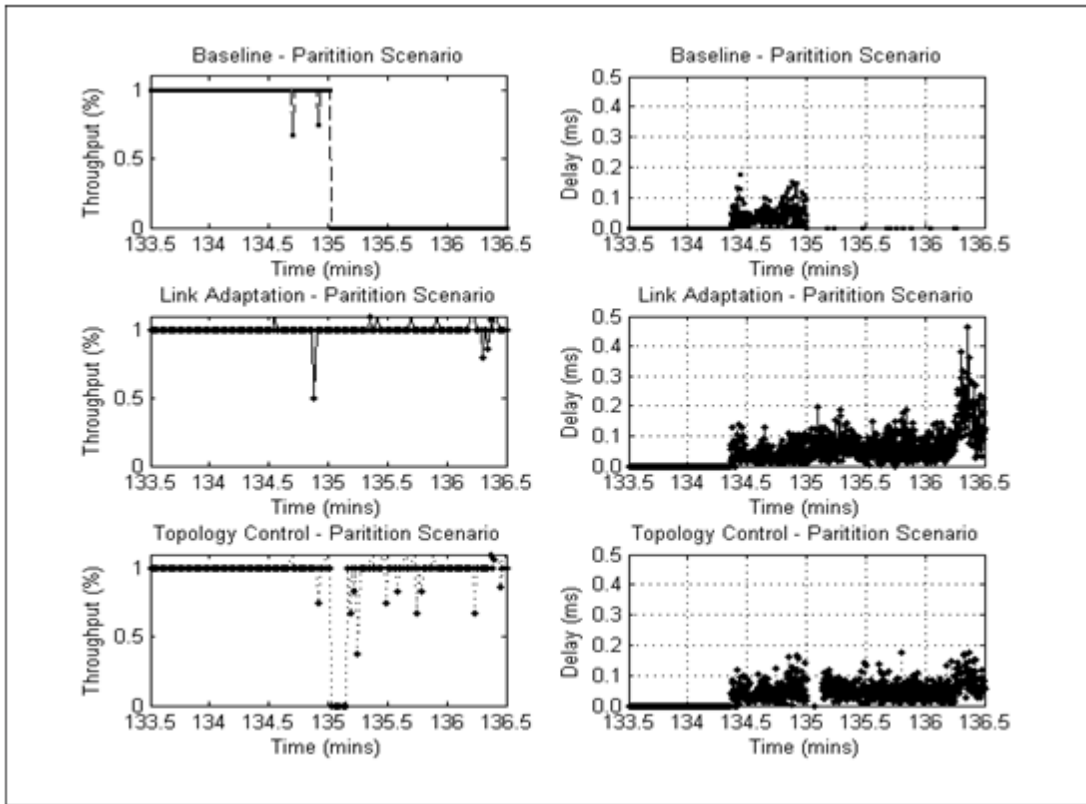 Baseline - Paritition Scenario
Throughput (%)
1
0.5
0
133.5 134 134.5 135 135.5 136 136.5
Time (mins)
Baseline - Paritition Scenario
Delay (ms)
0.5
0.4
0.3
0.2
0.1
0.0
133.5 134 134.5 135 135.5 136 136.5
Time (mins)
Link Adaptation - Paritition Scenario
Throughput (%)
1
0.5
0
133.5 134 134.5 135 135.5 136 136.5
Time (mins)
Link Adaptation - Paritition Scenario
Delay (ms)
0.5
0.4
0.3
0.2
0.1
0.0
133.5 134 134.5 135 135.5 136 136.5
Time (mins)
Topology Control - Paritition Scenario
Throughput (%)
1
0.5
0
133.5 134 134.5 135 135.5 136 136.5
Time (mins)
Topology Control - Paritition Scenario
Delay (ms)
0.5
0.4
0.3
0.2
0.1
0.0
133.5 134 134.5 135 135.5 136 136.5
Time (mins)